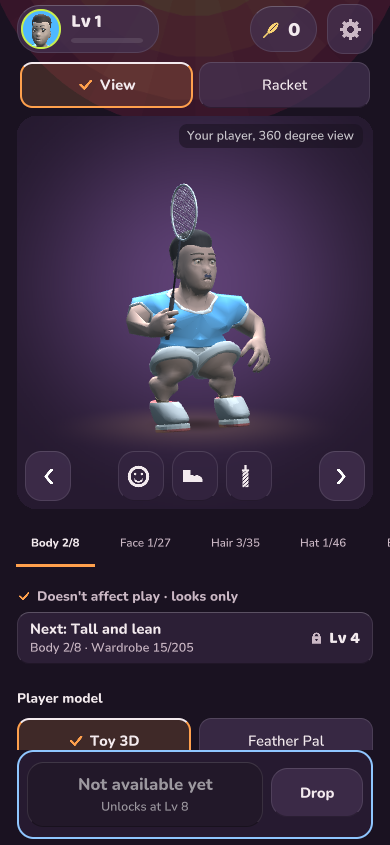 Lv 1
0
View
Racket
Your player, 360 degree view
Body 2/8
Face 1/27
Hair 3/35
Hat 1/46
Doesn't affect play · looks only
Next: Tall and lean
Body 2/8 · Wardrobe 15/205
Lv 4
Player model
Toy 3D
Feather Pal
Not available yet
Unlocks at Lv 8
Drop